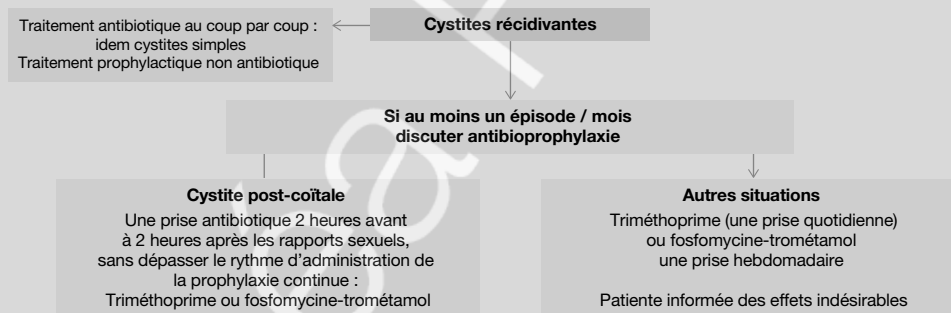 Cystites récidivantes
Traitement antibiotique au coup par coup :
idem cystites simples
Traitement prophylactique non antibiotique
Si au moins un épisode / mois
discuter antibioprophylaxie
Cystite post-coïtale
Une prise antibiotique 2 heures avant
à 2 heures après les rapports sexuels,
sans dépasser le rythme d’administration de
la prophylaxie continue :
Triméthoprime ou fosfomycine-trométamol
Autres situations
Triméthoprime (une prise quotidienne)
ou fosfomycine-trométamol
une prise hebdomadaire
Patiente informée des effets indésirables